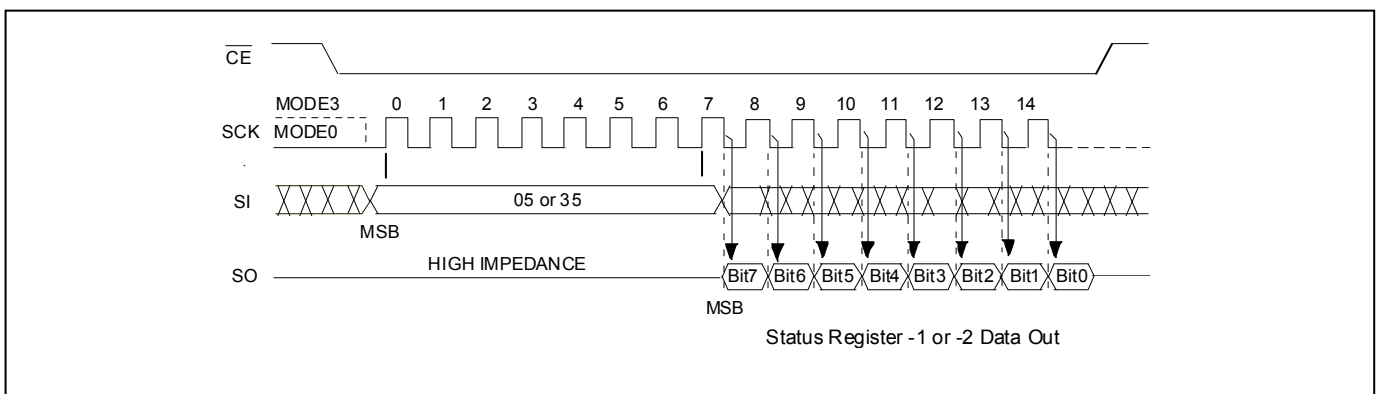 CE
MODE3 0 1 2 3 4 5 6 7 8 9 10 11 12 13 14
SCK MODE0
SI 05 or 35
MSB
SO HIGH IMPEDANCE Bit7 Bit6 Bit5 Bit4 Bit3 Bit2 Bit1 Bit0
MSB
Status Register -1 or -2 Data Out